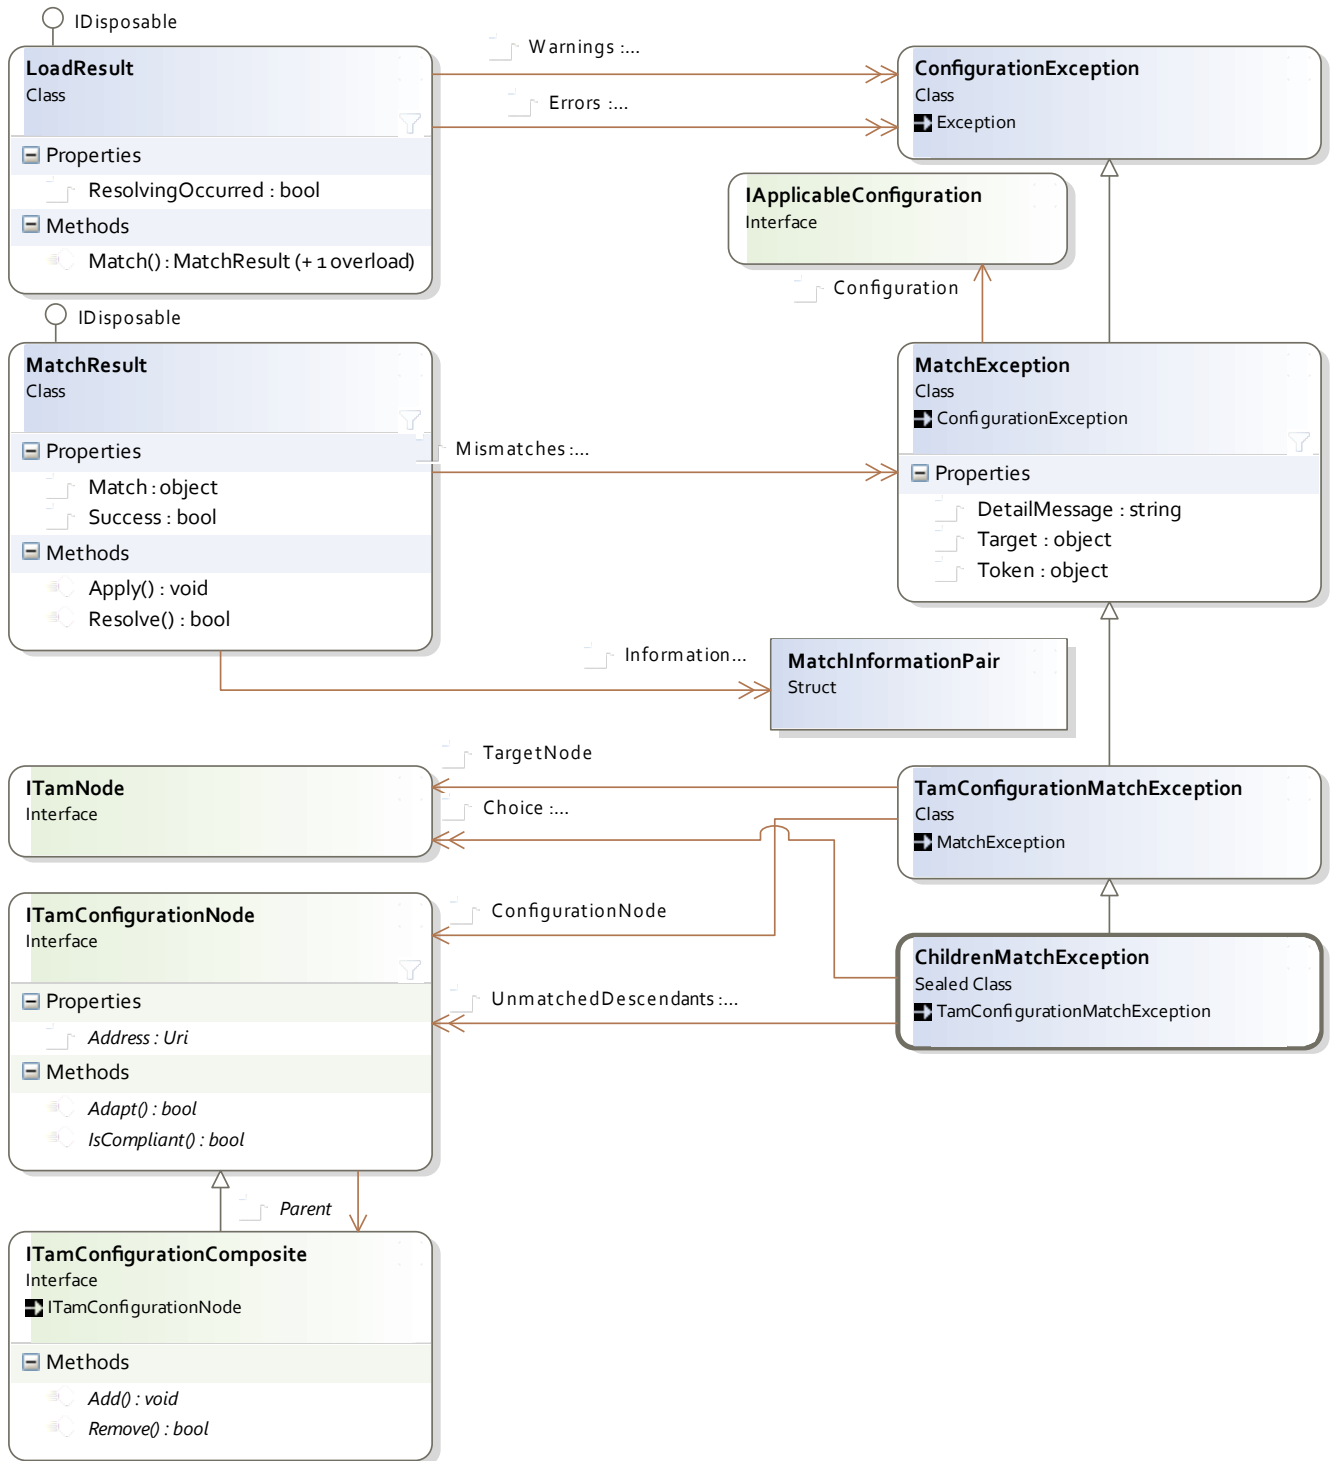 IDisposable
LoadResult
Class
Properties
ResolvingOccurred : bool
Methods
Match() : MatchResult (+ 1 overload)
Warnings :...
Errors :...
ConfigurationException
Class
Exception
IApplicableConfiguration
Interface
Configuration
IDisposable
MatchResult
Class
Properties
Match : object
Success : bool
Methods
Apply() : void
Resolve() : bool
Mismatches :...
MatchException
Class
ConfigurationException
Properties
DetailMessage : string
Target : object
Token : object
Information...
MatchInformationPair
Struct
TargetNode
Choice :...
ITamNode
Interface
TamConfigurationMatchException
Class
MatchException
ITamConfigurationNode
Interface
Properties
Address : Uri
Methods
Adapt() : bool
IsCompliant() : bool
ConfigurationNode
UnmatchedDescendants :...
ChildrenMatchException
Sealed Class
TamConfigurationMatchException
Parent
ITamConfigurationComposite
Interface
ITamConfigurationNode
Methods
Add() : void
Remove() : bool